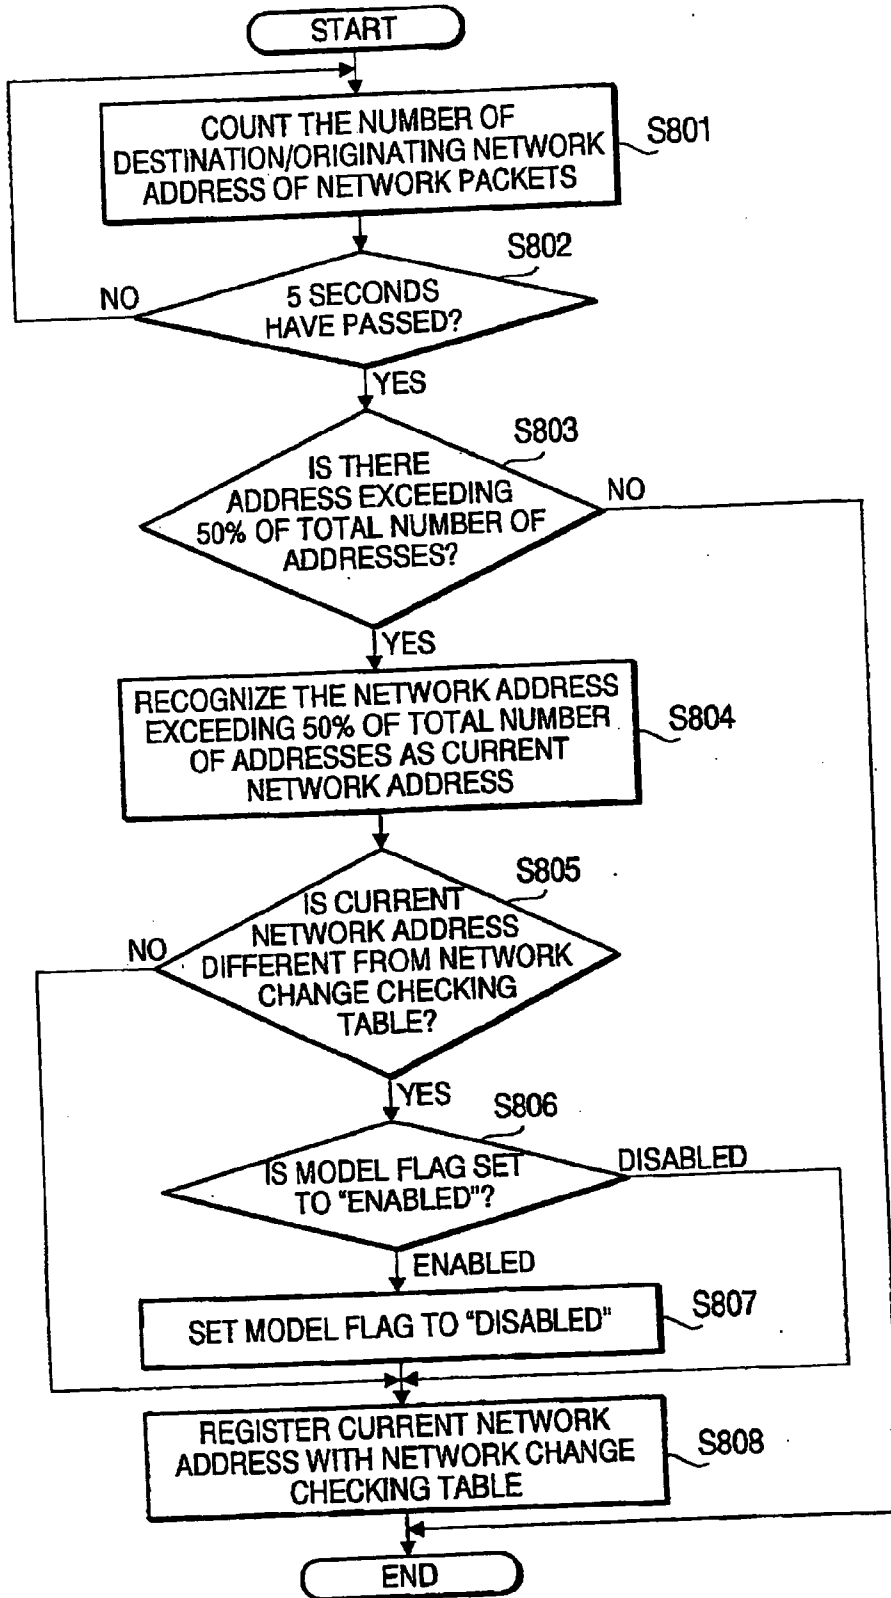 START
COUNT THE NUMBER OF
DESTINATION/ORIGINATING NETWORK
ADDRESS OF NETWORK PACKETS
S801
S802
5 SECONDS
HAVE PASSED?
NO
YES
S803
IS THERE
ADDRESS EXCEEDING
50% OF TOTAL NUMBER OF
ADDRESSES?
NO
YES
RECOGNIZE THE NETWORK ADDRESS
EXCEEDING 50% OF TOTAL NUMBER
OF ADDRESSES AS CURRENT
NETWORK ADDRESS
S804
S805
IS CURRENT
NETWORK ADDRESS
DIFFERENT FROM NETWORK
CHANGE CHECKING
TABLE?
NO
YES
S806
IS MODEL FLAG SET
TO "ENABLED"?
DISABLED
ENABLED
SET MODEL FLAG TO "DISABLED"
S807
REGISTER CURRENT NETWORK
ADDRESS WITH NETWORK CHANGE
CHECKING TABLE
S808
END